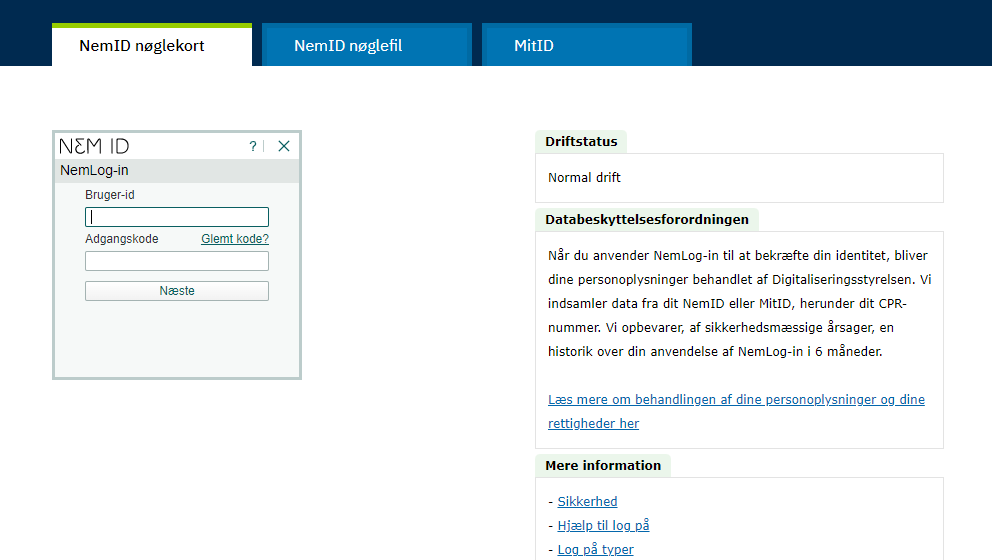 NemID nøglekort
NemID nøglefil
MitID
NEM ID
?
NemLog-in
Bruger-id
Adgangskode
Glemt kode?
Næste
Driftstatus
Normal drift
Databeskyttelsesforordningen
Når du anvender NemLog-in til at bekræfte din identitet, bliver
dine personoplysninger behandlet af Digitaliseringsstyrelsen. Vi
indsamler data fra dit NemID eller MitID, herunder dit CPR-
nummer. Vi opbevarer, af sikkerhedsmæssige årsager, en
historik over din anvendelse af NemLog-in i 6 måneder.
Læs mere om behandlingen af dine personoplysninger og dine
rettigheder her
Mere information
- Sikkerhed
- Hjælp til log på
- Log på typer